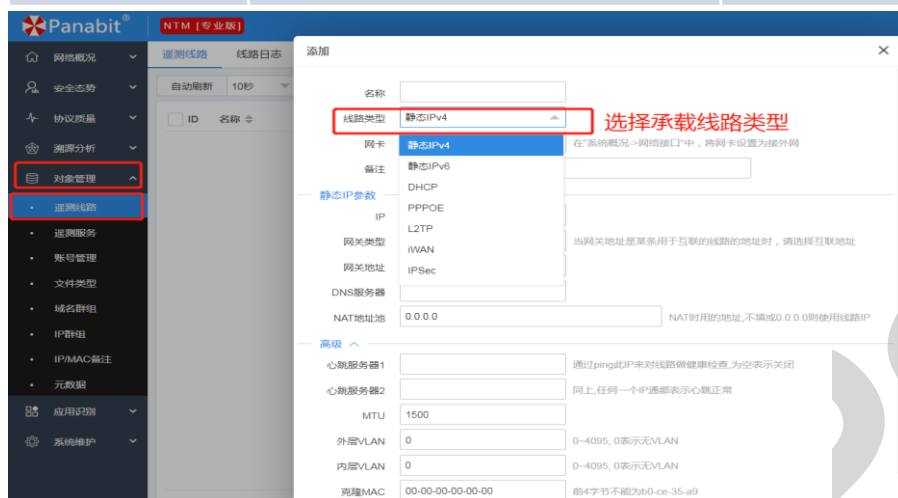 Panabit®
NTM [专业版]
网络概况
安全态势
协议质量
溯源分析
对象管理
遥测线路
遥测服务
账号管理
文件类型
域名群组
IP群组
IP/MAC备注
元数据
应用识别
系统维护
遥测线路 线路日志
自动刷新 10秒
ID 名称
添加
名称
线路类型 静态IPv4
选择承载线路类型
网卡 在"系统概况->网络接口"中，将网卡设置为接外网
静态IPv4
静态IPv6
DHCP
PPPOE
L2TP
iWAN
IPSec
备注
静态IP参数
IP
网关类型 当网关地址是某条用于互联的线路的地址时，请选择互联地址
网关地址
DNS服务器
NAT地址池 0.0.0.0 NAT时用的地址,不填或0.0.0.0则使用线路IP
高级
心跳服务器1 通过ping此IP来对线路做健康检查,为空表示关闭
心跳服务器2 同上,任何一个IP通都表示心跳正常
MTU 1500
外层VLAN 0 0~4095, 0表示无VLAN
内层VLAN 0 0~4095, 0表示无VLAN
克隆MAC 00-00-00-00-00-00 前4字节不能为b0-ce-35-a9